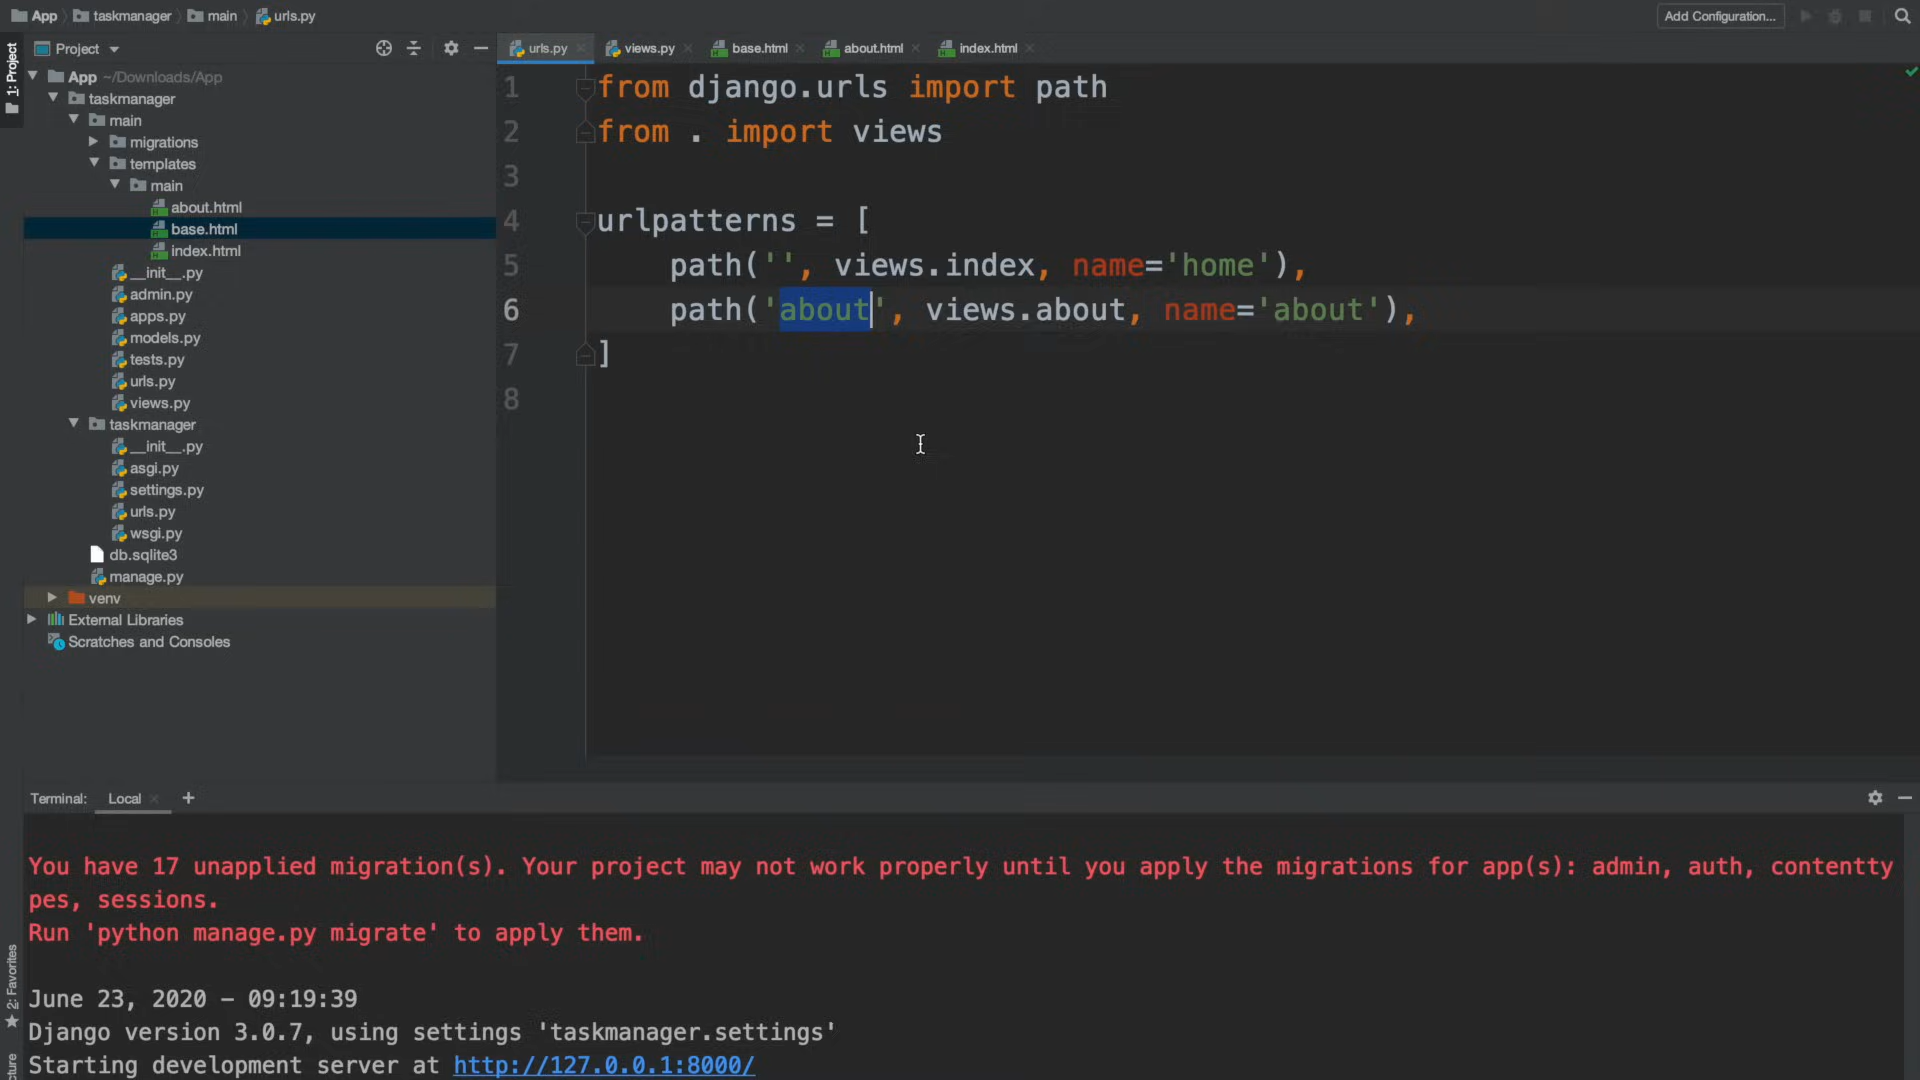 App
taskmanager
main
urls.py
Add Configuration...
1: Project
Project
urls.py
views.py
base.html
about.html
index.html
App ~/Downloads/App
taskmanager
main
migrations
templates
main
about.html
base.html
index.html
__init__.py
admin.py
apps.py
models.py
tests.py
urls.py
views.py
taskmanager
__init__.py
asgi.py
settings.py
urls.py
wsgi.py
db.sqlite3
manage.py
venv
External Libraries
Scratches and Consoles
1 from django.urls import path
2 from . import views
3
4 urlpatterns = [
5 path('', views.index, name='home'),
6 path('about', views.about, name='about'),
7 ]
8
Terminal: Local +
You have 17 unapplied migration(s). Your project may not work properly until you apply the migrations for app(s): admin, auth, contentty
pes, sessions.
Run 'python manage.py migrate' to apply them.
June 23, 2020 - 09:19:39
Django version 3.0.7, using settings 'taskmanager.settings'
Starting development server at http://127.0.0.1:8000/
2: Favorites